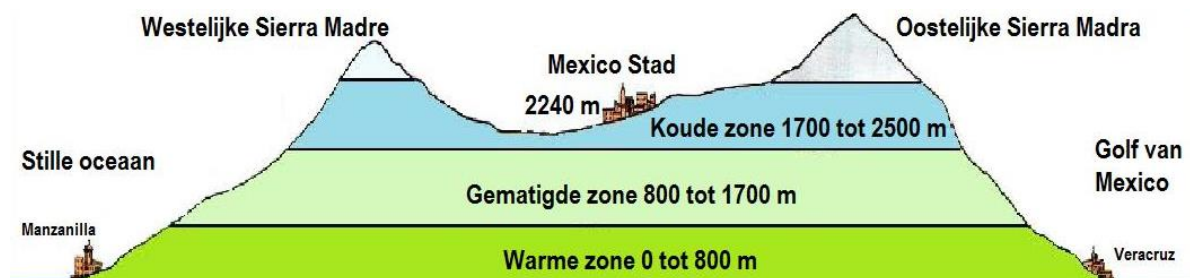 Westelijke Sierra Madre
Oostelijke Sierra Madra
Mexico Stad
2240 m
Koude zone 1700 tot 2500 m
Stille oceaan
Golf van
Mexico
Gematigde zone 800 tot 1700 m
Manzanilla
Veracruz
Warme zone 0 tot 800 m